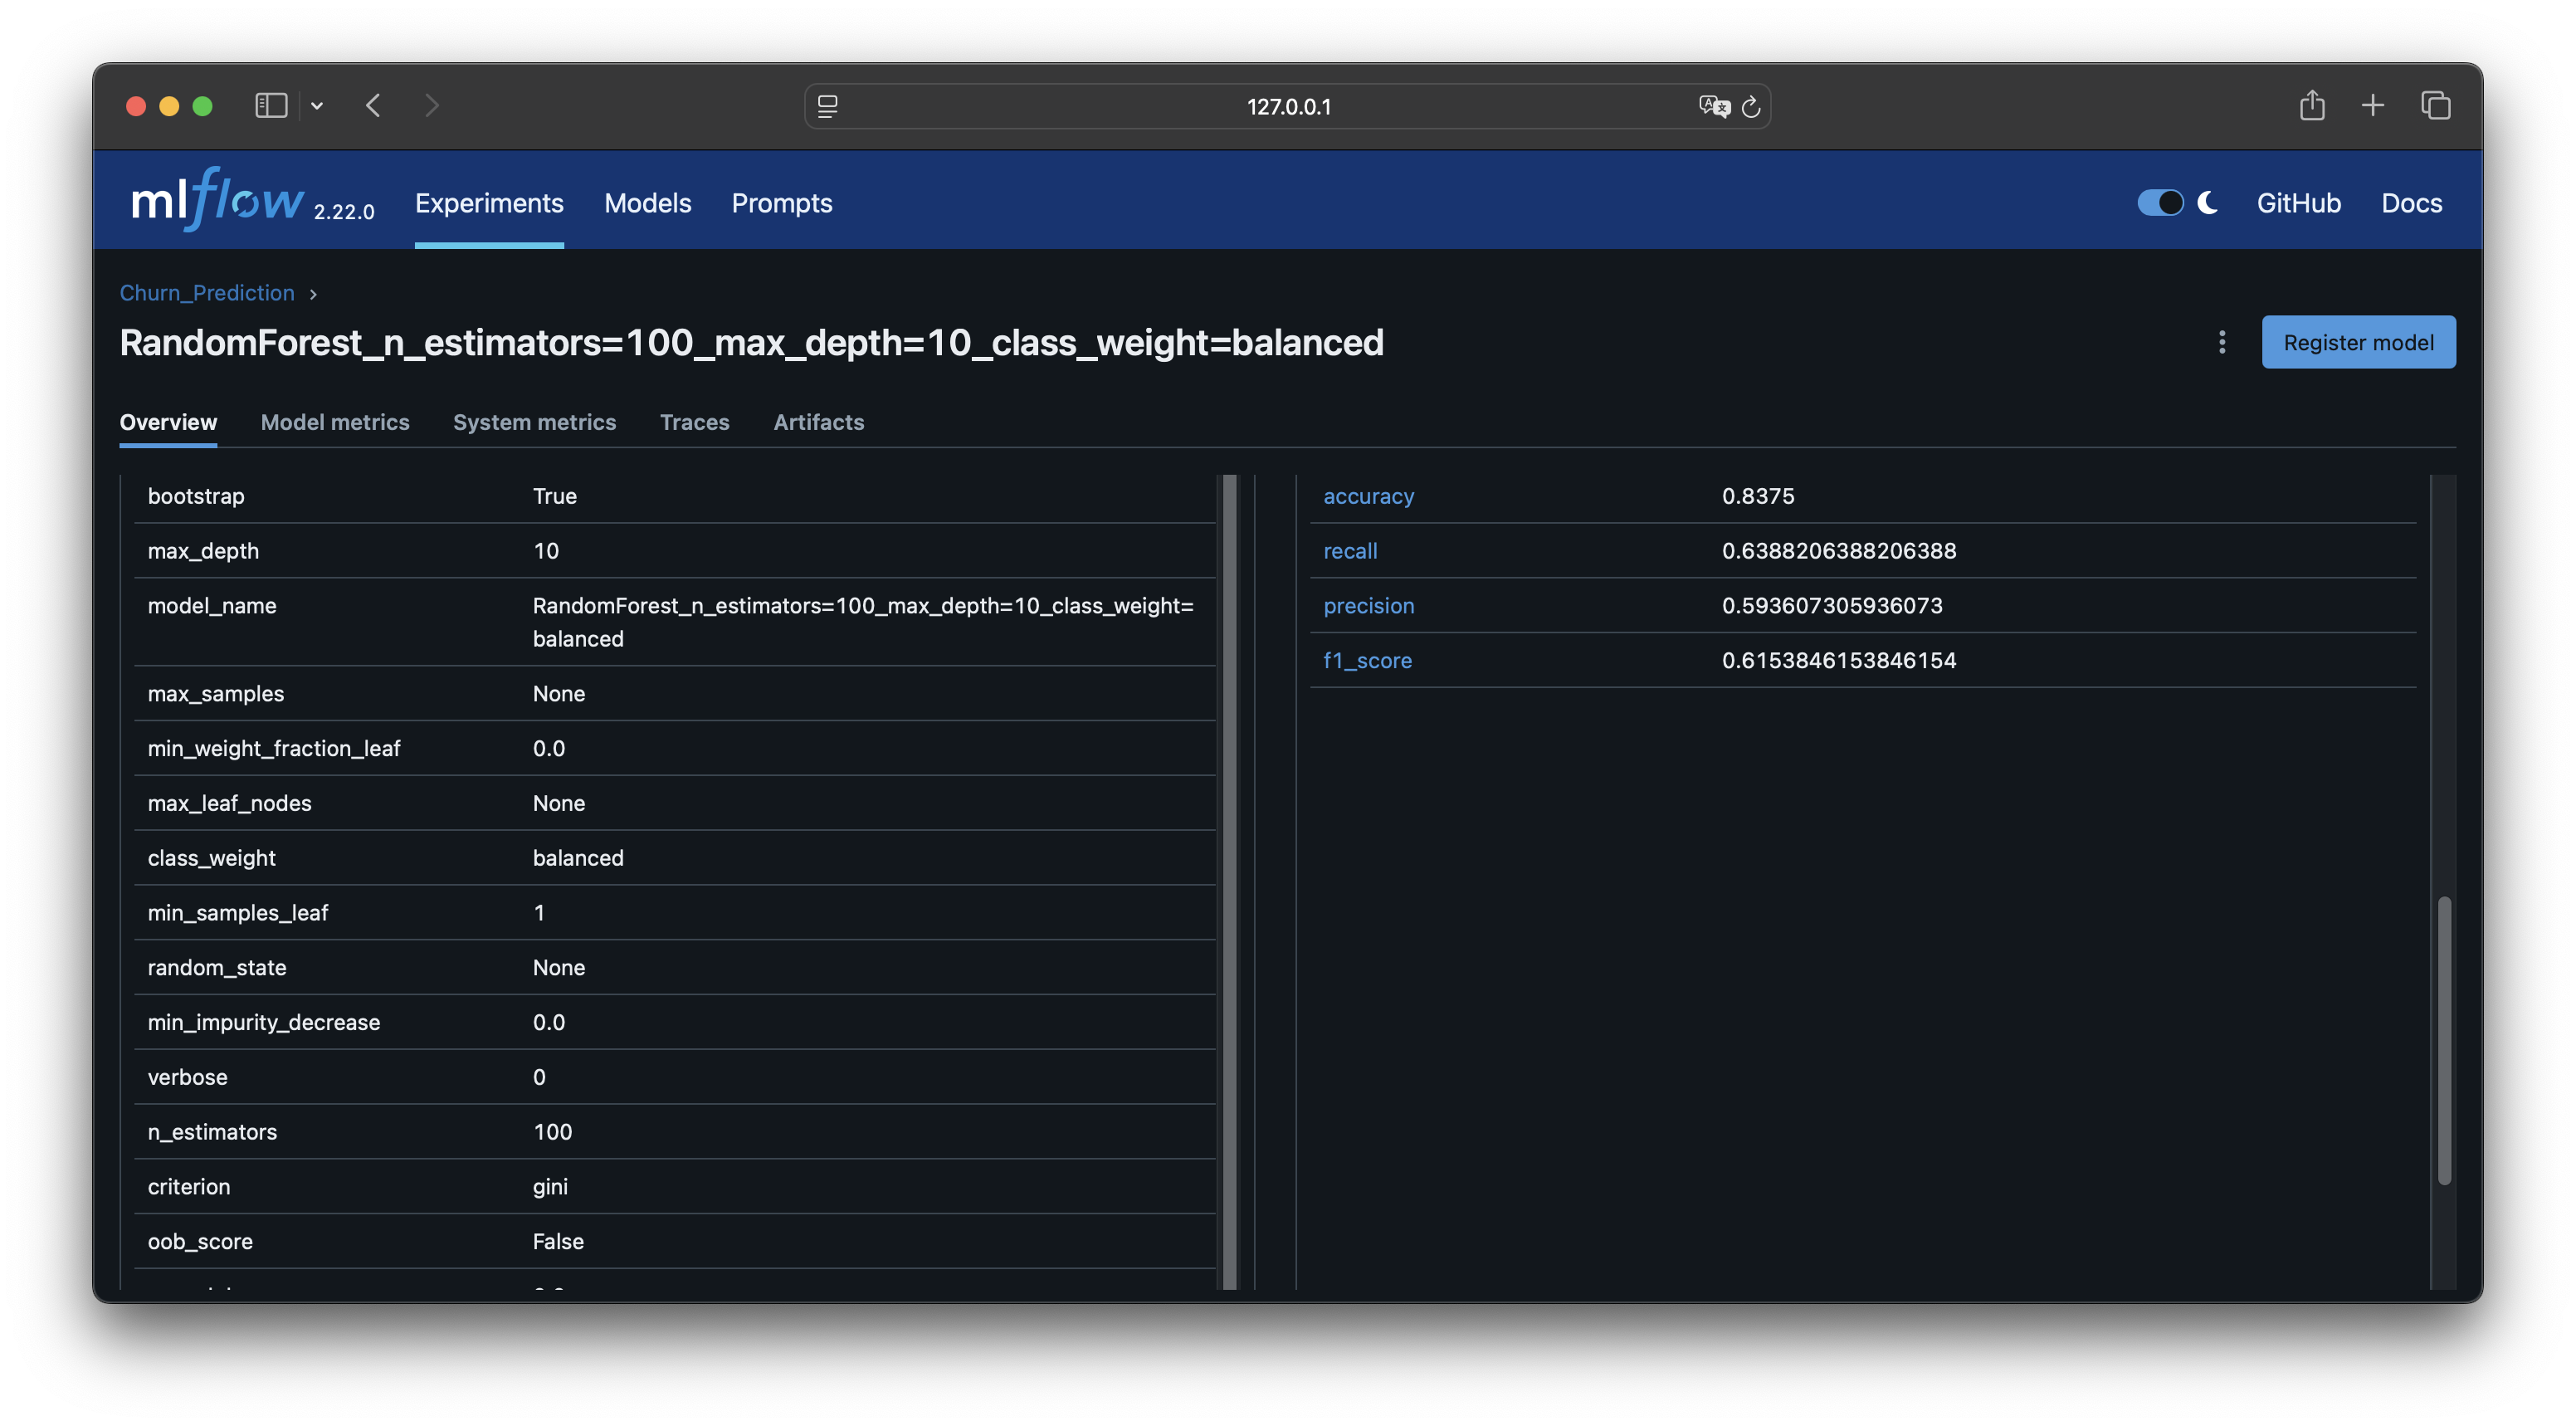 127.0.0.1
mlflow 2.22.0 Experiments Models Prompts GitHub Docs
Churn_Prediction
RandomForest_n_estimators=100_max_depth=10_class_weight=balanced
Register model
Overview Model metrics System metrics Traces Artifacts
bootstrap True
max_depth 10
model_name RandomForest_n_estimators=100_max_depth=10_class_weight=
balanced
max_samples None
min_weight_fraction_leaf 0.0
max_leaf_nodes None
class_weight balanced
min_samples_leaf 1
random_state None
min_impurity_decrease 0.0
verbose 0
n_estimators 100
criterion gini
oob_score False
accuracy 0.8375
recall 0.6388206388206388
precision 0.593607305936073
f1_score 0.6153846153846154